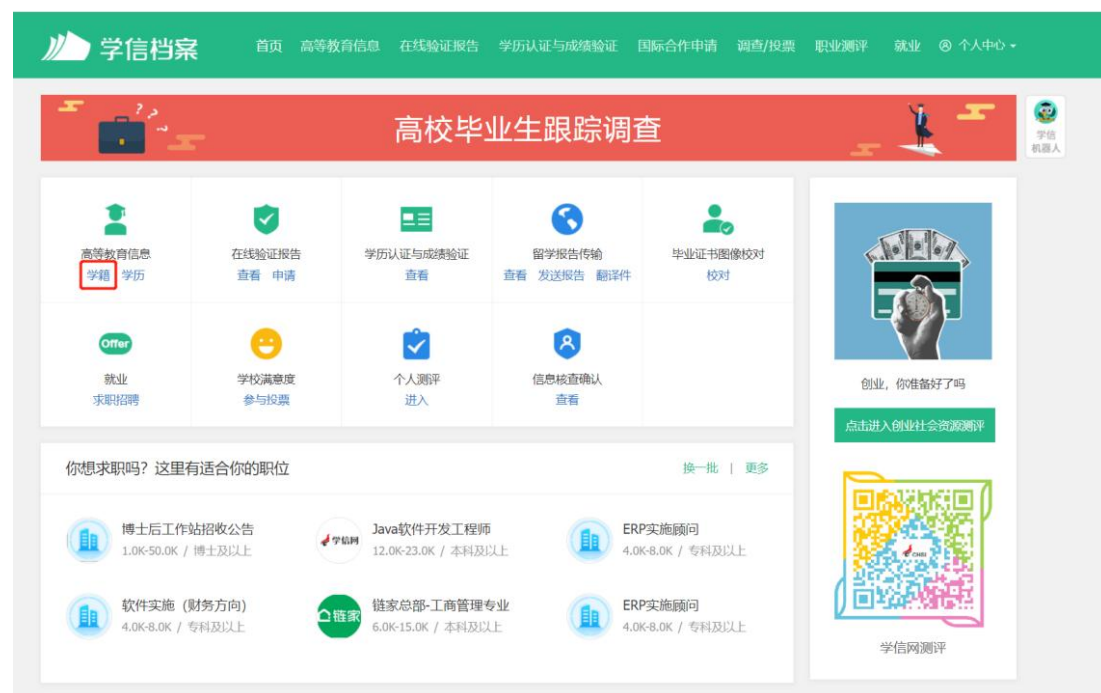 学信档案
首页 高等教育信息 在线验证报告 学历认证与成绩验证 国际合作申请 调查/投票 职业测评 就业 个人中心
???
高校毕业生跟踪调查
学信
机器人
高等教育信息 在线验证报告 学历认证与成绩验证 留学报告传输 毕业证书图像校对
学籍 学历 查看 申请 查看 查看 发送报告 翻译件 校对
Offer
就业 学校满意度 个人测评 信息核查确认
求职招聘 参与投票 进入 查看
创业，你准备好了吗
点击进入创业社会资源测评
你想求职吗？这里有适合你的职位 换一批 | 更多
博士后工作站招收公告 Java软件开发工程师 ERP实施顾问
1.0K-50.0K / 博士及以上 学信网 12.0K-23.0K / 本科及以上 4.0K-8.0K / 专科及以上
CHSI
软件实施（财务方向） 链家 链家总部-工商管理专业 ERP实施顾问
4.0K-8.0K / 专科及以上 6.0K-15.0K / 本科及以上 4.0K-8.0K / 专科及以上
学信网测评